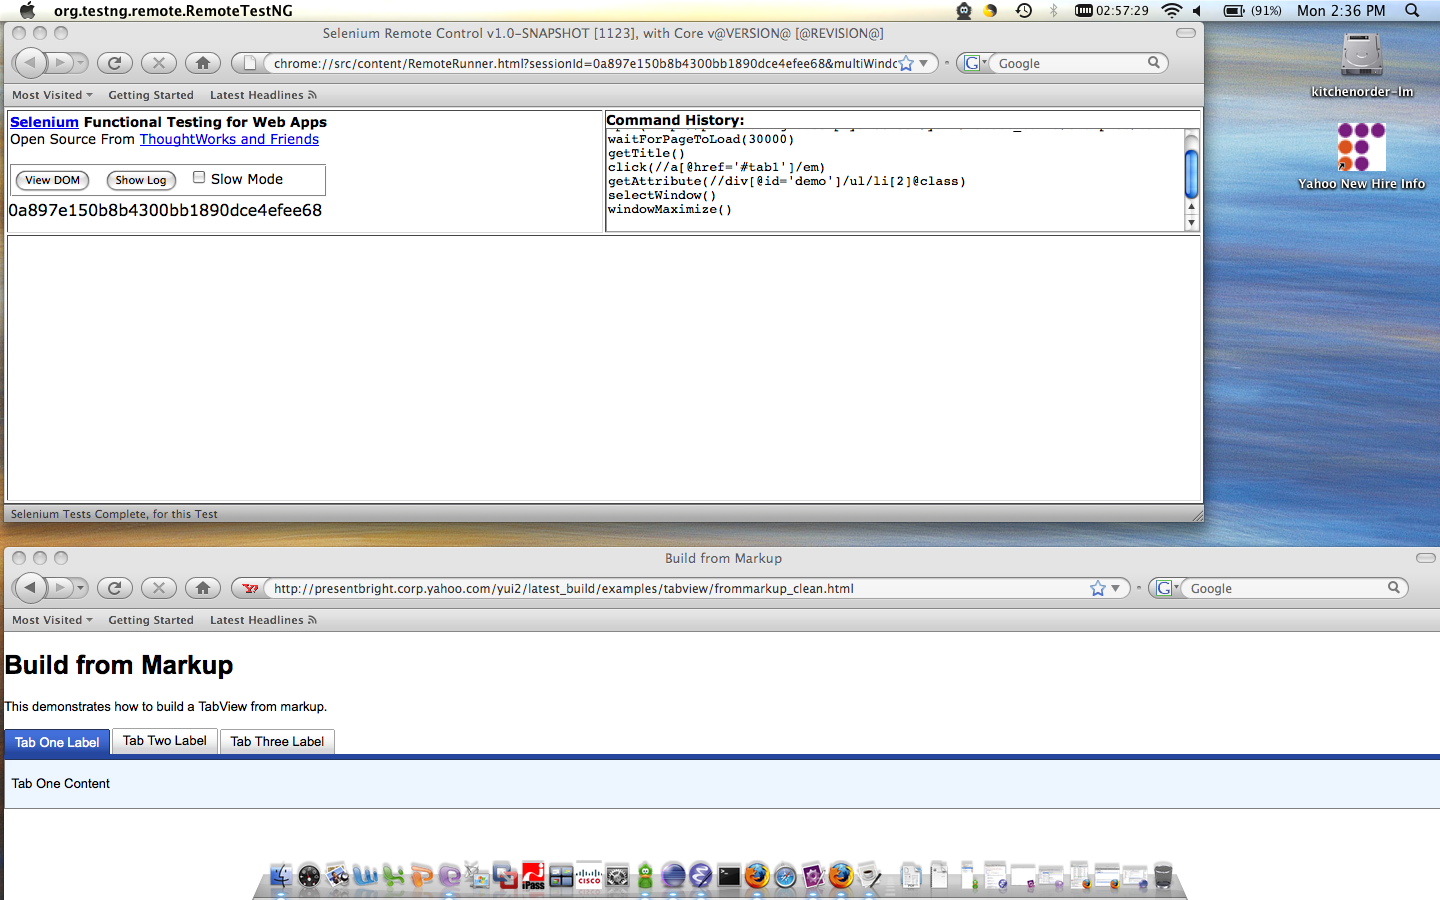 org.testng.remote.RemoteTestNG
02:57:29
(91%)
Mon 2:36 PM
Selenium Remote Control v1.0-SNAPSHOT [1123], with Core v@VERSION@ [@REVISION@]
chrome://src/content/RemoteRunner.html?sessionId=0a897e150b8b4300bb1890dce4efee68&multiWindc
G
Google
Most Visited
Getting Started
Latest Headlines
Selenium Functional Testing for Web Apps
Open Source From ThoughtWorks and Friends
View DOM
Show Log
Slow Mode
0a897e150b8b4300bb1890dce4efee68
Command History:
waitForPageToLoad(30000)
getTitle()
click(//a[@href='#tab1']/em)
getAttribute(//div[@id='demo']/ul/li[2]@class)
selectWindow()
windowMaximize()
Selenium Tests Complete, for this Test
kitchenorder-lm
Yahoo New Hire Info
Build from Markup
Y!
http://presentbright.corp.yahoo.com/yui2/latest_build/examples/tabview/frommarkup_clean.html
G
Google
Most Visited
Getting Started
Latest Headlines
Build from Markup
This demonstrates how to build a TabView from markup.
Tab One Label
Tab Two Label
Tab Three Label
Tab One Content
iPass
CISCO